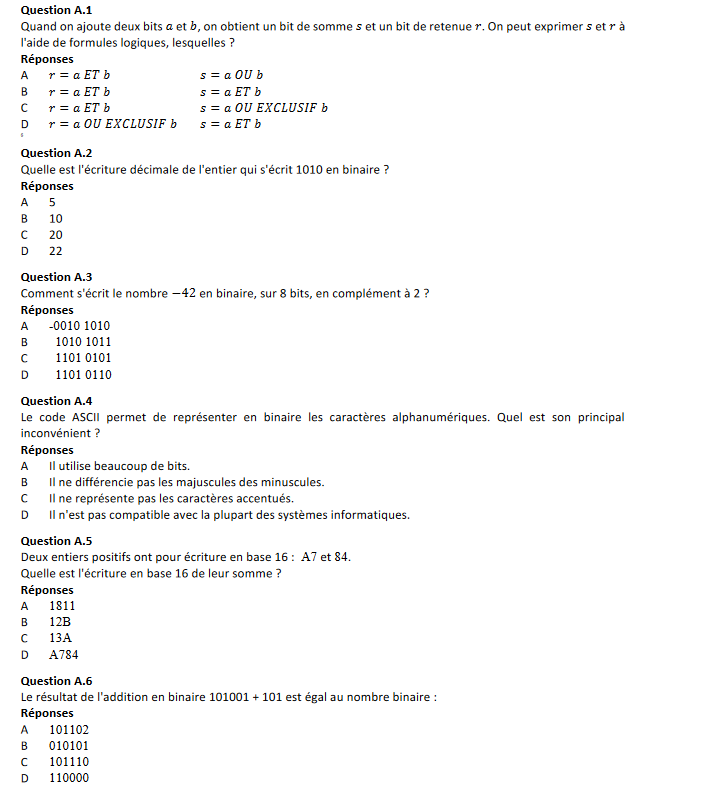 Question A.1
Quand on ajoute deux bits a et b, on obtient un bit de somme s et un bit de retenue r. On peut exprimer s et r à
l'aide de formules logiques, lesquelles ?
Réponses
A r = a ET b s = a OU b
B r = a ET b s = a ET b
C r = a ET b s = a OU EXCLUSIF b
D r = a OU EXCLUSIF b s = a ET b
Question A.2
Quelle est l'écriture décimale de l'entier qui s'écrit 1010 en binaire ?
Réponses
A 5
B 10
C 20
D 22
Question A.3
Comment s'écrit le nombre −42 en binaire, sur 8 bits, en complément à 2 ?
Réponses
A -0010 1010
B 1010 1011
C 1101 0101
D 1101 0110
Question A.4
Le code ASCII permet de représenter en binaire les caractères alphanumériques. Quel est son principal
inconvénient ?
Réponses
A Il utilise beaucoup de bits.
B Il ne différencie pas les majuscules des minuscules.
C Il ne représente pas les caractères accentués.
D Il n'est pas compatible avec la plupart des systèmes informatiques.
Question A.5
Deux entiers positifs ont pour écriture en base 16 : A7 et 84.
Quelle est l'écriture en base 16 de leur somme ?
Réponses
A 1811
B 12B
C 13A
D A784
Question A.6
Le résultat de l'addition en binaire 101001 + 101 est égal au nombre binaire :
Réponses
A 101102
B 010101
C 101110
D 110000